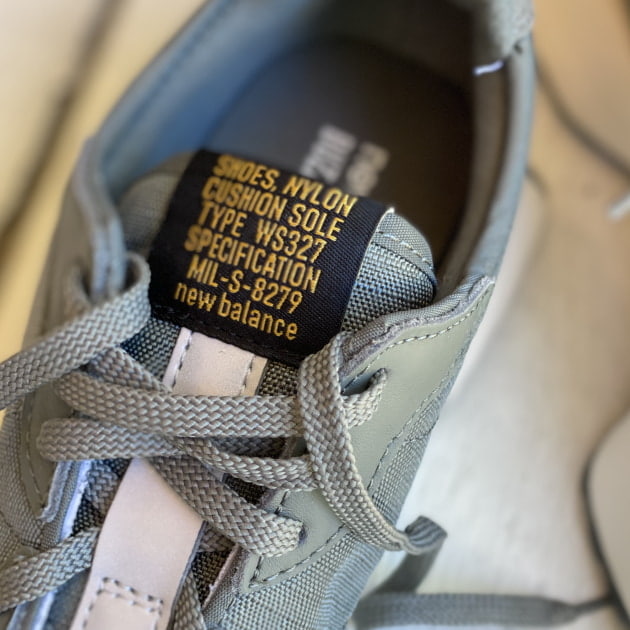 SHOES, NYLON
CUSHION SOLE
TYPE WS327
SPECIFICATION
MIL-S-8279
new balance